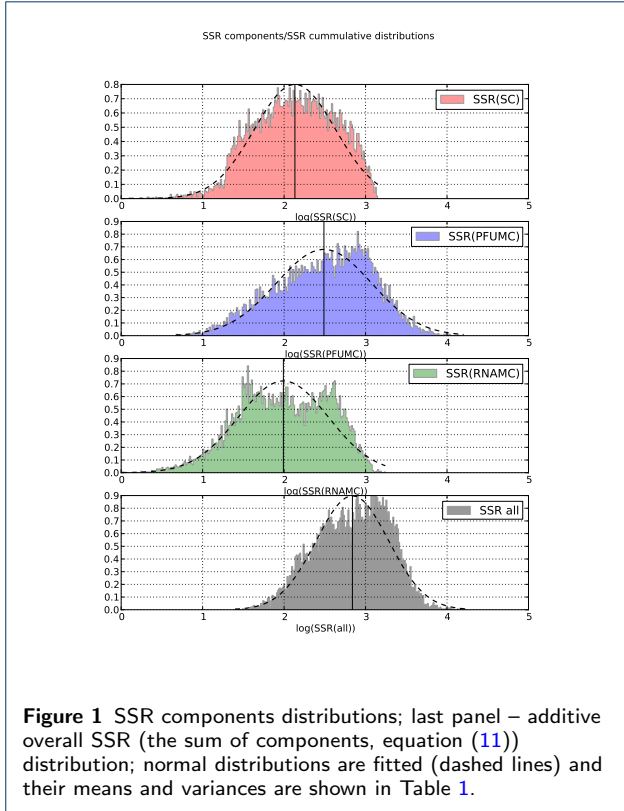 SSR components/SSR cummulative distributions
0.8
0.7
0.6
0.5
0.4
0.3
0.2
0.1
0.0
SSR(SC)
0 1 2 3 4 5
log(SSR(SC))
0.9
0.8
0.7
0.6
0.5
0.4
0.3
0.2
0.1
0.0
SSR(PFUMC)
0 1 2 3 4 5
log(SSR(PFUMC))
0.9
0.8
0.7
0.6
0.5
0.4
0.3
0.2
0.1
0.0
SSR(RNAMC)
0 1 2 3 4 5
log(SSR(RNAMC))
0.9
0.8
0.7
0.6
0.5
0.4
0.3
0.2
0.1
0.0
SSR all
0 1 2 3 4 5
log(SSR(all))
Figure 1 SSR components distributions; last panel – additive
overall SSR (the sum of components, equation (11))
distribution; normal distributions are fitted (dashed lines) and
their means and variances are shown in Table 1.